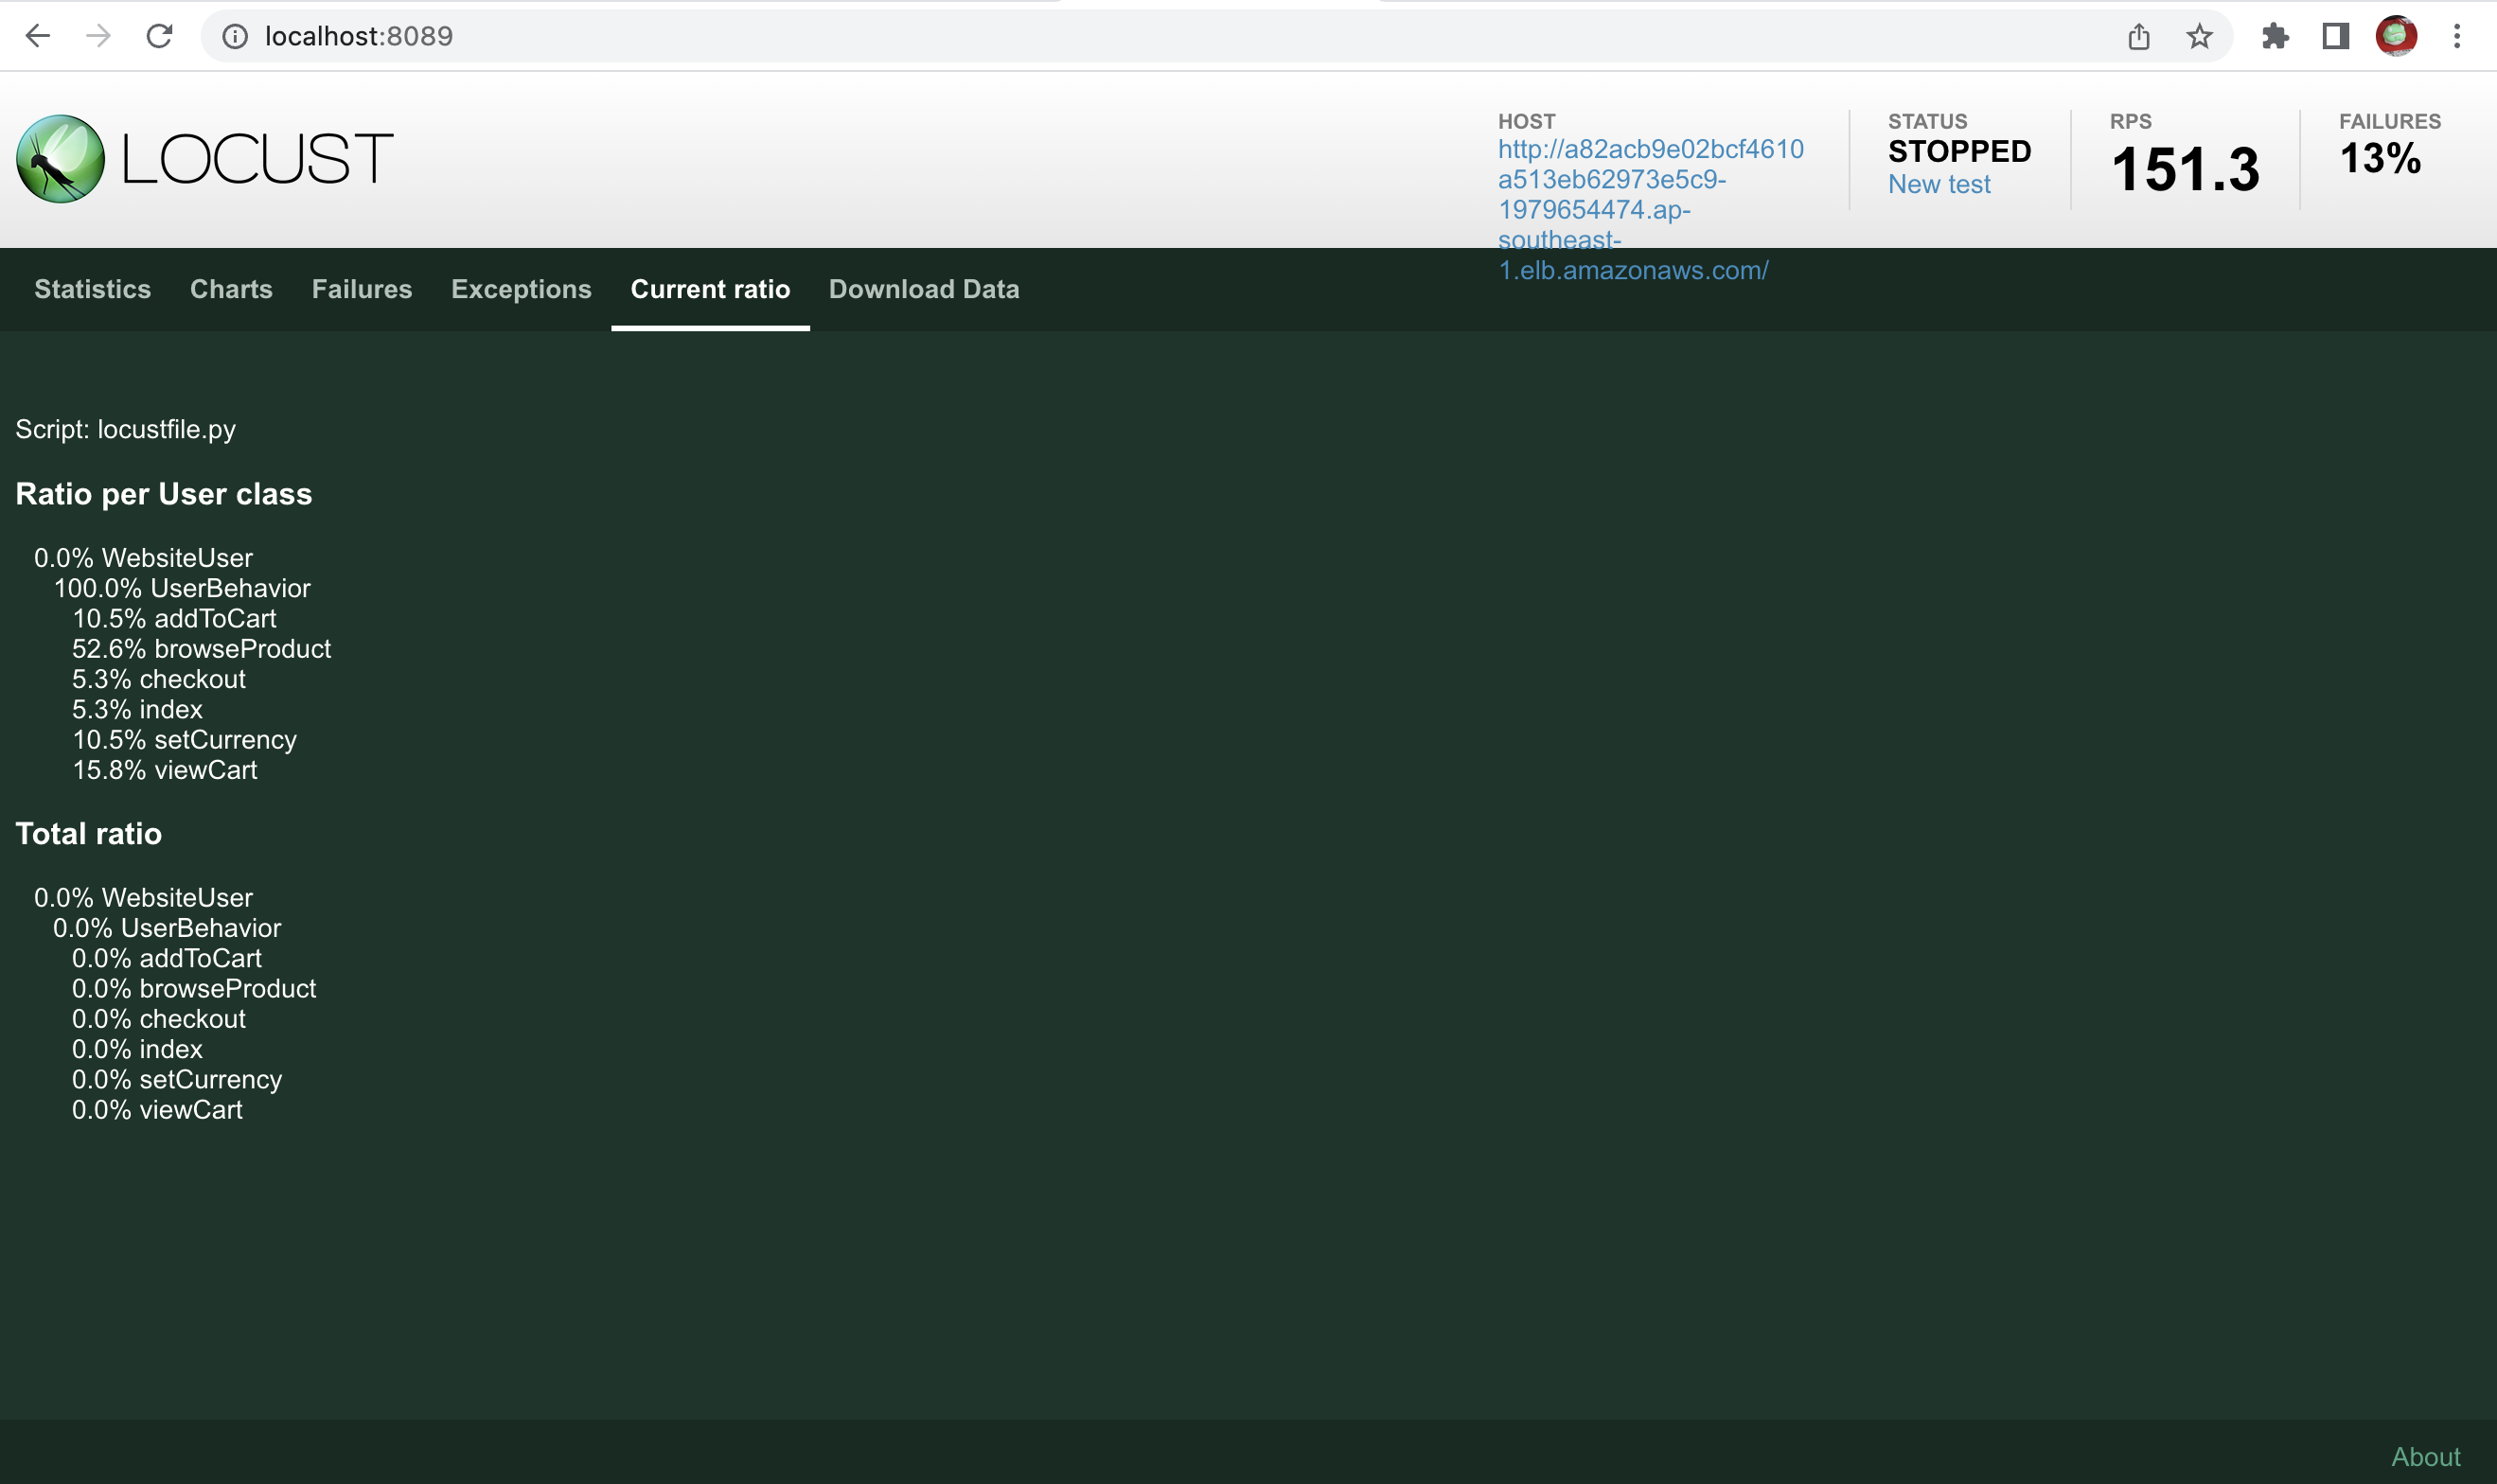 localhost:8089
LOCUST
HOST
http://a82acb9e02bcf4610
a513eb62973e5c9-
1979654474.ap-
southeast-
1.elb.amazonaws.com/
STATUS
STOPPED
New test
RPS
151.3
FAILURES
13%
Statistics Charts Failures Exceptions Current ratio Download Data
Script: locustfile.py
Ratio per User class
0.0% WebsiteUser
100.0% UserBehavior
10.5% addToCart
52.6% browseProduct
5.3% checkout
5.3% index
10.5% setCurrency
15.8% viewCart
Total ratio
0.0% WebsiteUser
0.0% UserBehavior
0.0% addToCart
0.0% browseProduct
0.0% checkout
0.0% index
0.0% setCurrency
0.0% viewCart
About